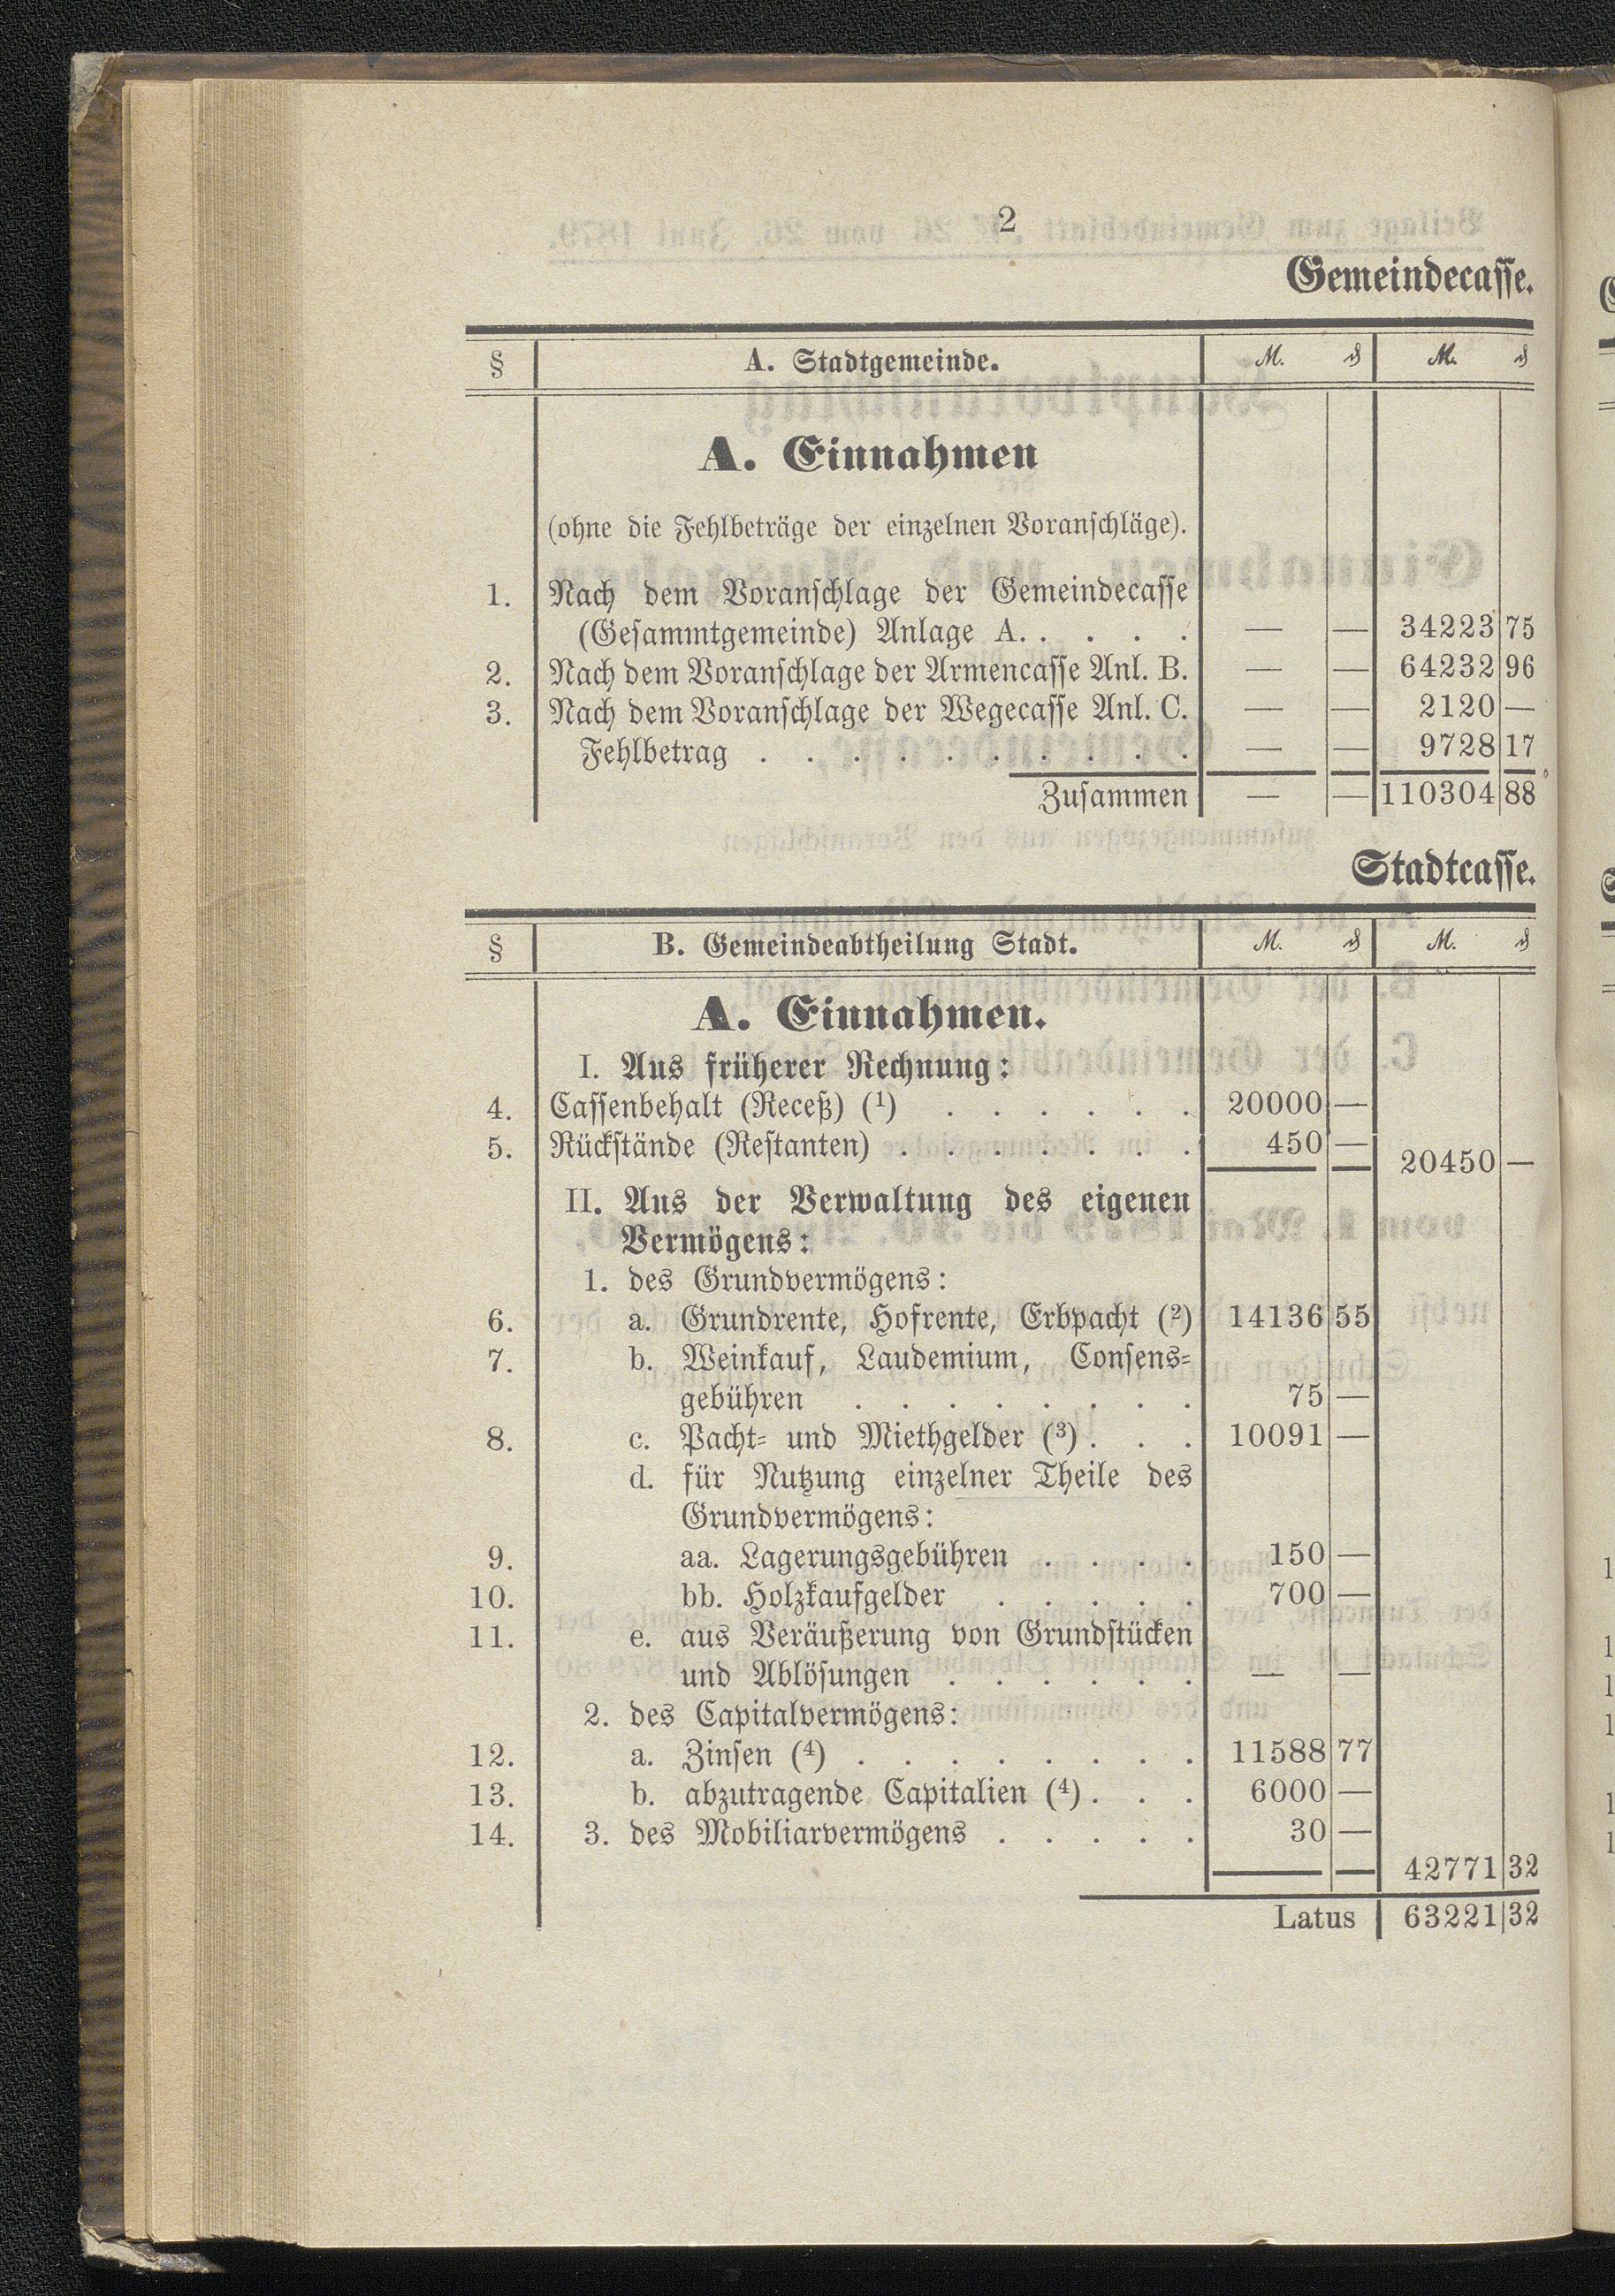 2
Gemeindecasse.
§ A. Stadtgemeinde. M. ₰ M. ₰
A. Einnahmen
(ohne die Fehlbeträge der einzelnen Voranschläge).
1. Nach dem Voranschlage der Gemeindecasse
(Gesammtgemeinde) Anlage A. . . . . — — 34223 75
2. Nach dem Voranschlage der Armencasse Anl. B. — — 64232 96
3. Nach dem Voranschlage der Wegecasse Anl. C. — — 2120 —
Fehlbetrag . . . . . . . . . . — — 9728 17
Zusammen — — 110304 88
Stadtcasse.
§ B. Gemeindeabtheilung Stadt. M. ₰ M. ₰
A. Einnahmen.
I. Aus früherer Rechnung:
4. Cassenbehalt (Receß) (¹) . . . . . . 20000 —
5. Rückstände (Restanten) . . . . . . . 450 —
20450 —
II. Aus der Verwaltung des eigenen
Vermögens:
1. des Grundvermögens:
6. a. Grundrente, Hofrente, Erbpacht (²) 14136 55
7. b. Weinkauf, Laudemium, Consens-
gebühren . . . . . . . . 75 —
8. c. Pacht- und Miethgelder (³) . . . 10091 —
d. für Nutzung einzelner Theile des
Grundvermögens:
9. aa. Lagerungsgebühren . . . . 150 —
10. bb. Holzkaufgelder . . . . . 700 —
11. e. aus Veräußerung von Grundstücken
und Ablösungen . . . . . . — —
2. des Capitalvermögens:
12. a. Zinsen (⁴) . . . . . . . . 11588 77
13. b. abzutragende Capitalien (⁴) . . . 6000 —
14. 3. des Mobiliarvermögens . . . . . 30 —
42771 32
Latus 63221 32